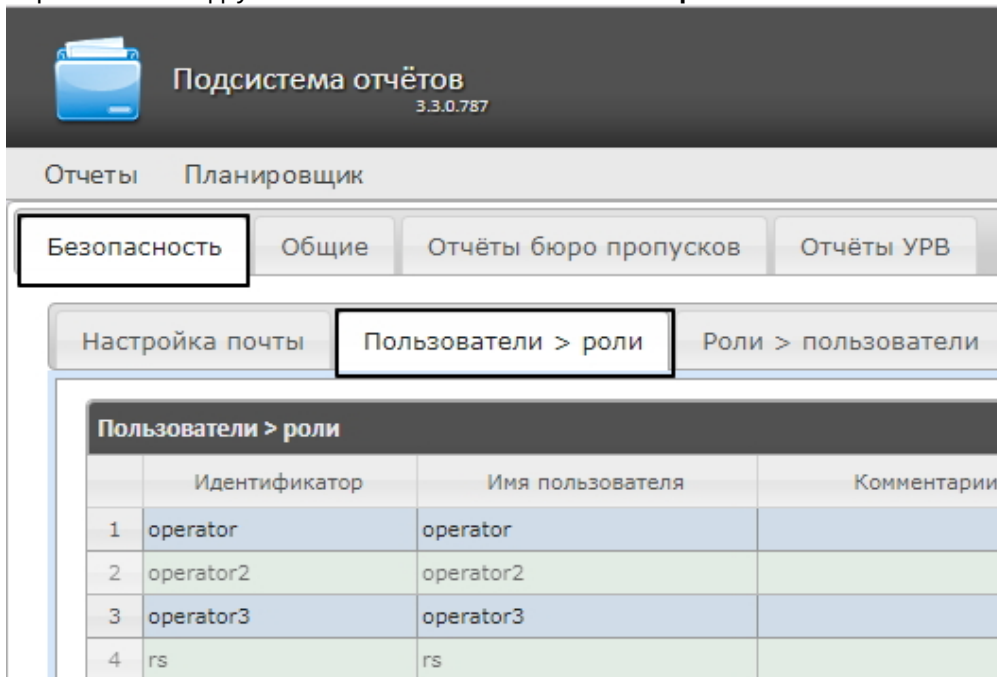 Подсистема отчётов
3.3.0.787
Отчеты Планировщик
Безопасность Общие Отчёты бюро пропусков Отчёты УРВ
Настройка почты Пользователи > роли Роли > пользователи
Пользователи > роли
Идентификатор Имя пользователя Комментарии
1 operator operator
2 operator2 operator2
3 operator3 operator3
4 rs rs